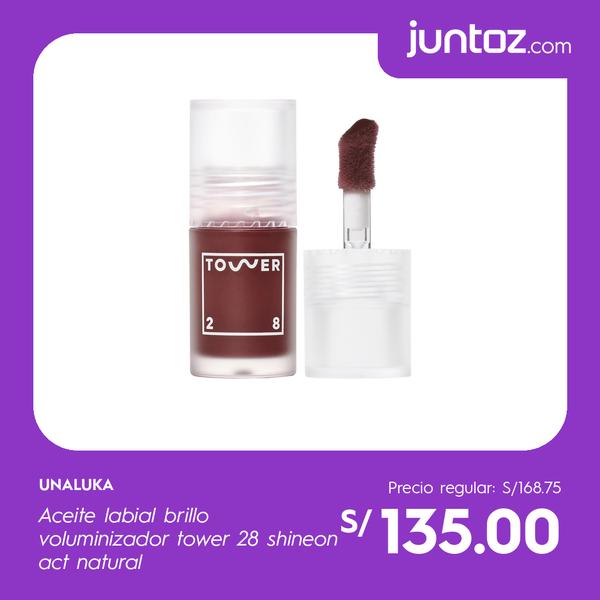 juntoz.com
TOWER
2 8
UNALUKA
Aceite labial brillo
voluminizador tower 28 shineon
act natural
Precio regular: S/168.75
S/ 135.00